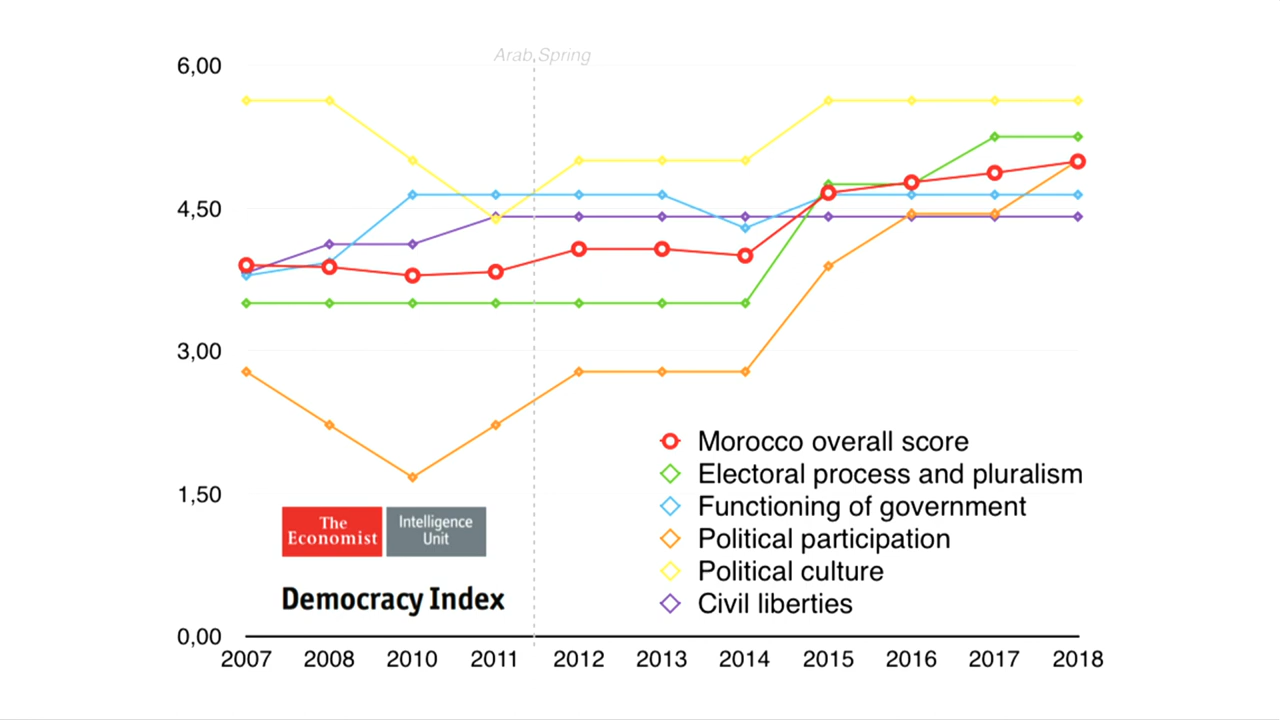 Arab Spring
6,00
4,50
3,00
1,50
0,00
Morocco overall score
Electoral process and pluralism
Functioning of government
Political participation
Political culture
Civil liberties
The
Economist
Intelligence
Unit
Democracy Index
2007 2008 2010 2011 2012 2013 2014 2015 2016 2017 2018